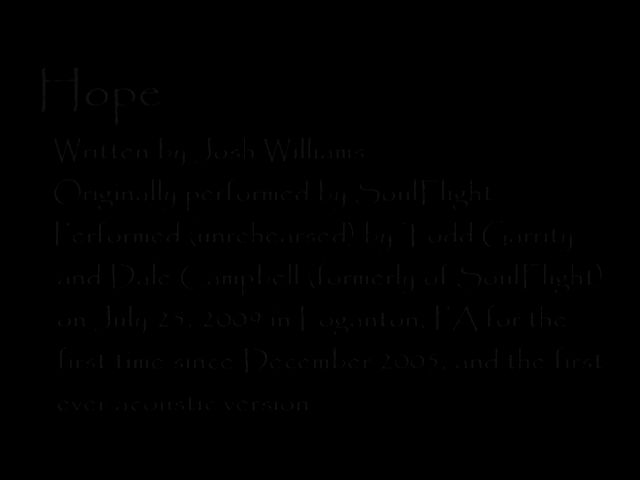 Hope
Written by Josh Williams
Originally performed by SoulFlight
Performed (unrehearsed) by Todd Garrity
and Dale Campbell (formerly of SoulFlight)
on July 25, 2009 in Loganton, PA for the
first time since December 2005, and the first
ever acoustic version